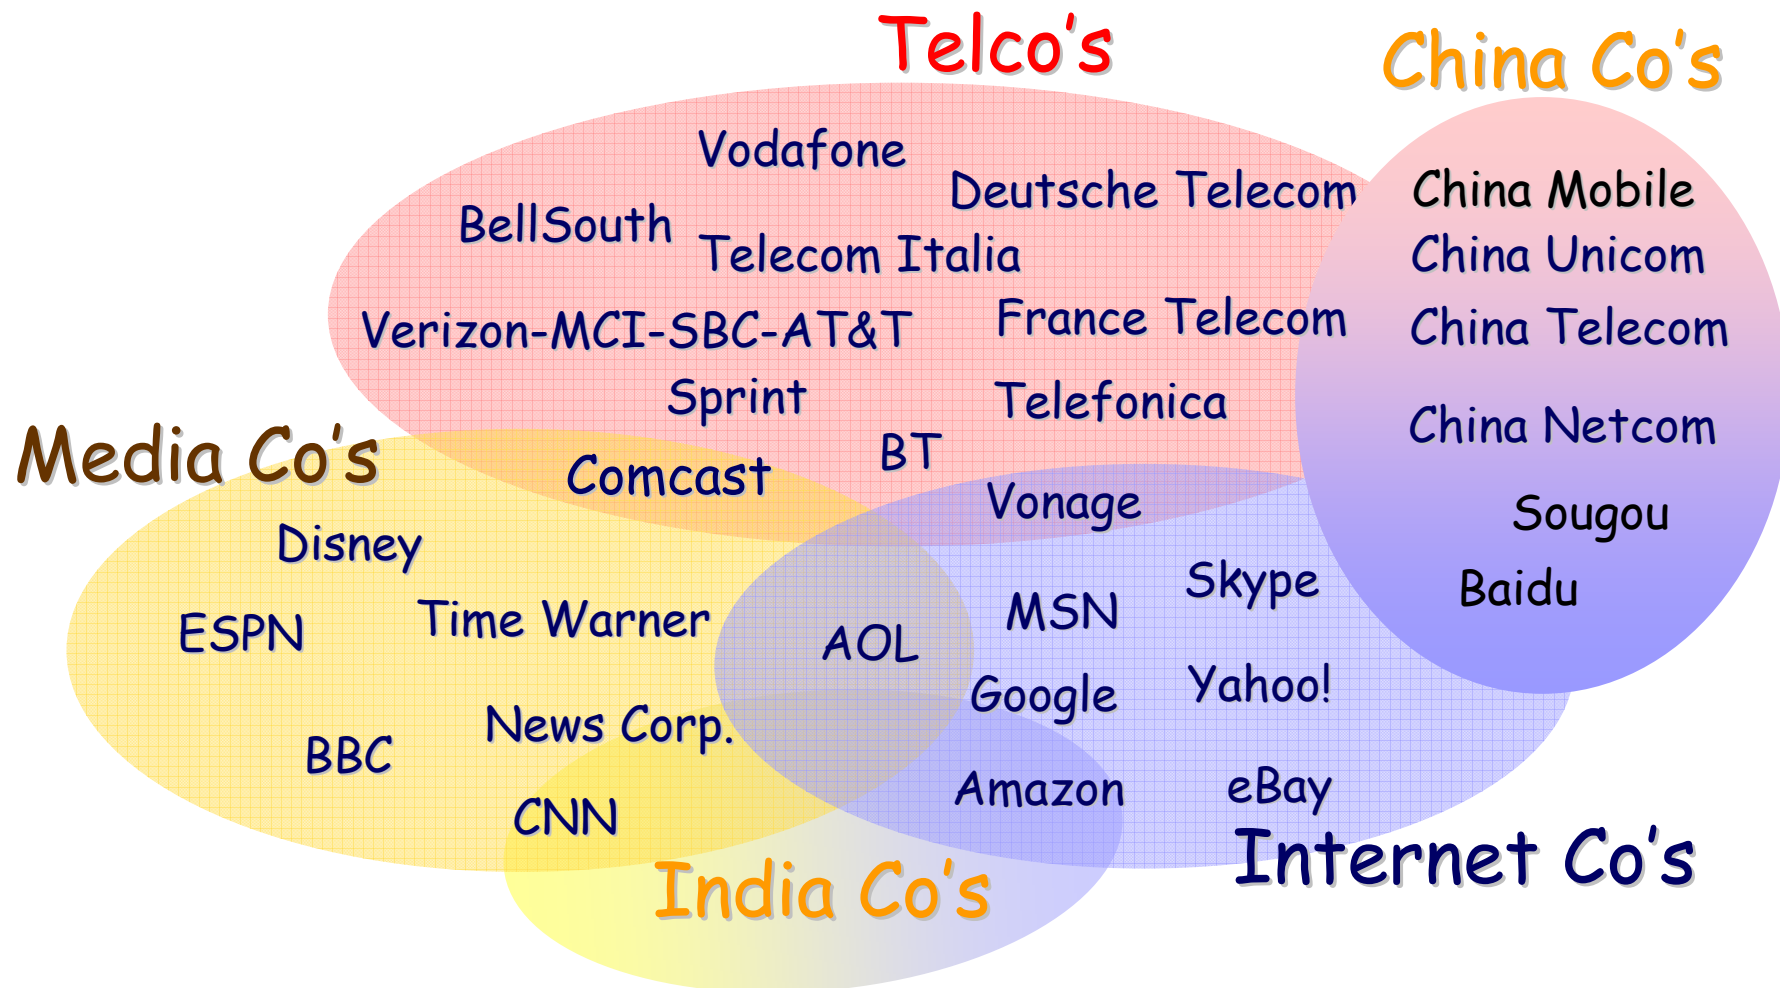 Telco's
China Co's
Vodafone
Deutsche Telecom
China Mobile
BellSouth
Telecom Italia
China Unicom
Verizon-MCI-SBC-AT&T
France Telecom
China Telecom
Sprint
Telefonica
China Netcom
Media Co's
Comcast
BT
Vonage
Sougou
Disney
Skype
Baidu
ESPN
Time Warner
AOL
MSN
Google
Yahoo!
News Corp.
BBC
Amazon
eBay
CNN
India Co's
Internet Co's